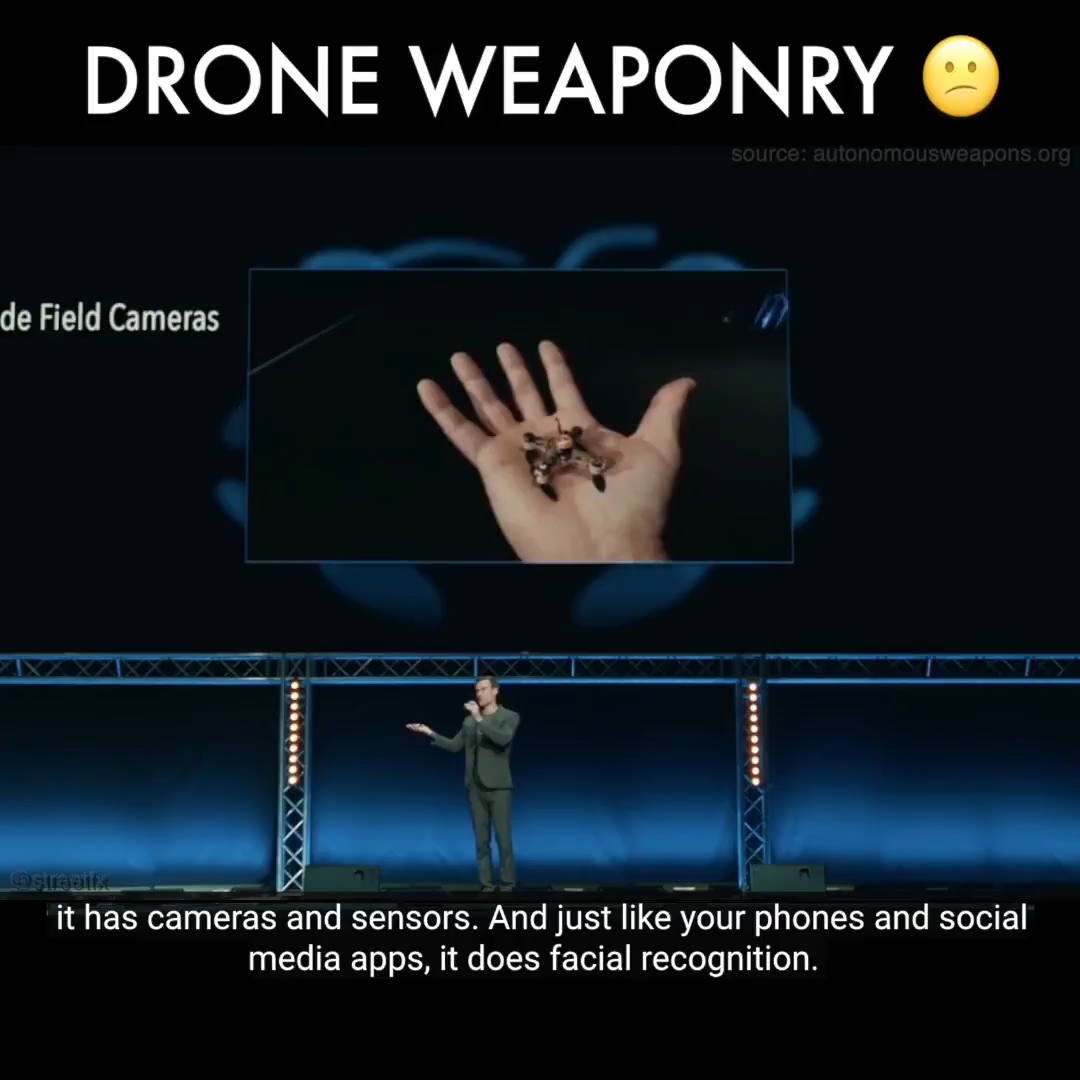 DRONE WEAPONRY 😕
source: autonomousweapons.org
de Field Cameras
@streetfx
it has cameras and sensors. And just like your phones and social
media apps, it does facial recognition.